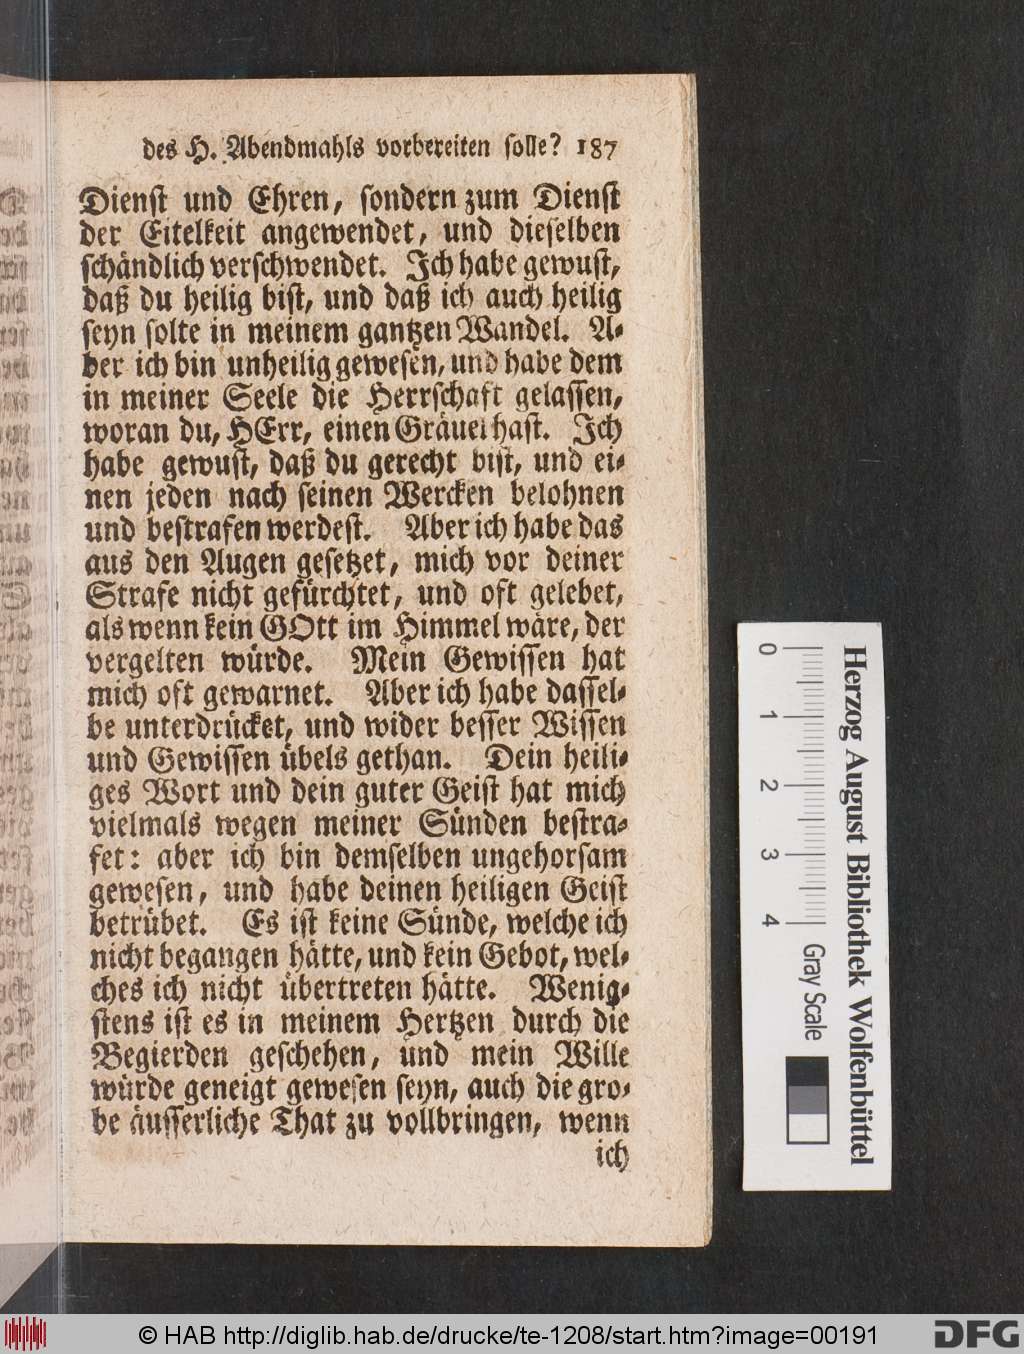 des H. Abendmahls vorbereiten solle? 187
Dienst und Ehren, sondern zum Dienst
der Eitelkeit angewendet, und dieselben
schändlich verschwendet. Ich habe gewust,
daß du heilig bist, und daß ich auch heilig
seyn solte in meinem gantzen Wandel. A-
ber ich bin unheilig gewesen, und habe dem
in meiner Seele die Herrschaft gelassen,
woran du, HErr, einen Gräuel hast. Ich
habe gewust, daß du gerecht bist, und ei-
nen jeden nach seinen Wercken belohnen
und bestrafen werdest. Aber ich habe das
aus den Augen gesetzet, mich vor deiner
Strafe nicht gefürchtet, und oft gelebet,
als wenn kein GOtt im Himmel wäre, der
vergelten würde. Mein Gewissen hat
mich oft gewarnet. Aber ich habe dassel-
be unterdrücket, und wider besser Wissen
und Gewissen übels gethan. Dein heili-
ges Wort und dein guter Geist hat mich
vielmals wegen meiner Sünden bestra-
fet: aber ich bin demselben ungehorsam
gewesen, und habe deinen heiligen Geist
betrübet. Es ist keine Sünde, welche ich
nicht begangen hätte, und kein Gebot, wel-
ches ich nicht übertreten hätte. Wenig-
stens ist es in meinem Hertzen durch die
Begierden geschehen, und mein Wille
würde geneigt gewesen seyn, auch die gro-
be äusserliche That zu vollbringen, wenn
ich
0 1 2 3 4
Gray Scale
Herzog August Bibliothek Wolfenbüttel
© HAB http://diglib.hab.de/drucke/te-1208/start.htm?image=00191
DFG